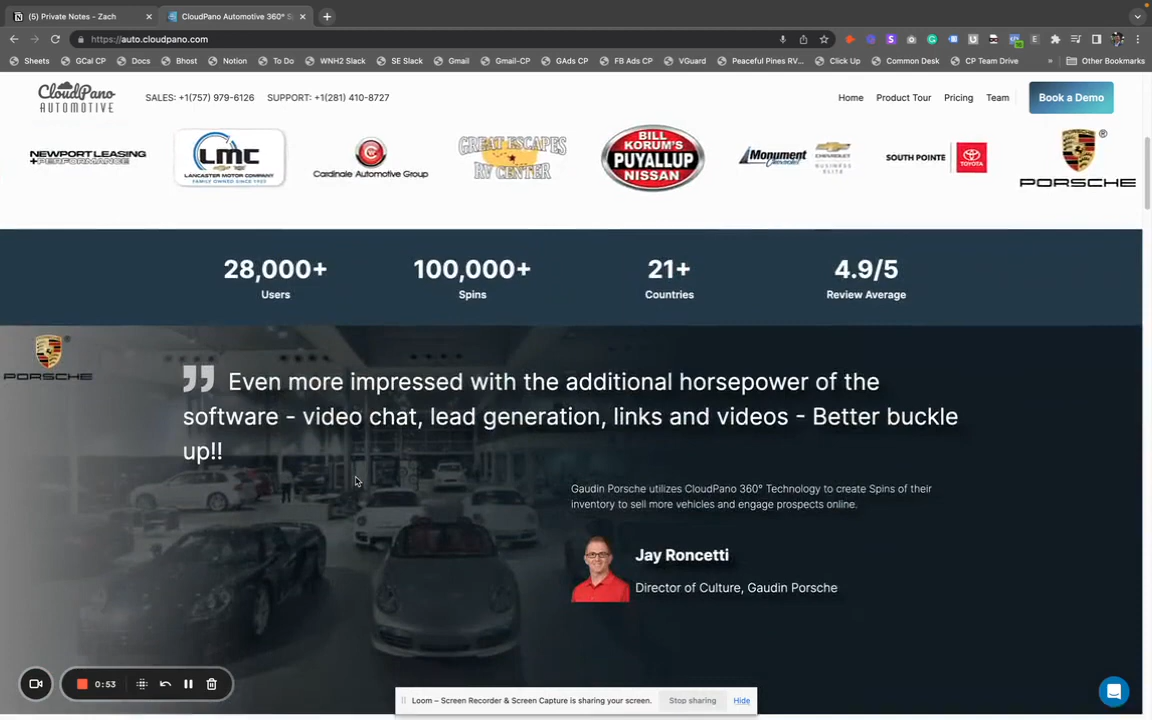 (5) Private Notes - Zach
CloudPano Automotive 360° S
https://auto.cloudpano.com
Sheets
GCal CP
Docs
Bhost
Notion
To Do
WNH2 Slack
SE Slack
Gmail
Gmail-CP
GAds CP
FB Ads CP
VGuard
Peaceful Pines RV...
Click Up
Common Desk
CP Team Drive
»
Other Bookmarks
CloudPano
AUTOMOTIVE
SALES: +1(757) 979-6126
SUPPORT: +1(281) 410-8727
Home
Product Tour
Pricing
Team
Book a Demo
NEWPORT LEASING
+PERFORMANCE
LMC
LANCASTER MOTOR COMPANY
FAMILY OWNED SINCE 1925
Cardinale Automotive Group
GREAT ESCAPES
RV CENTER
BILL
KORUM'S
PUYALLUP
NISSAN
Monument
CHEVROLET
BUSINESS
ELITE
SOUTH POINTE
TOYOTA
PORSCHE
28,000+
Users
100,000+
Spins
21+
Countries
4.9/5
Review Average
PORSCHE
” Even more impressed with the additional horsepower of the
software - video chat, lead generation, links and videos - Better buckle
up!!
Gaudin Porsche utilizes CloudPano 360° Technology to create Spins of their
inventory to sell more vehicles and engage prospects online.
Jay Roncetti
Director of Culture, Gaudin Porsche
0:53
Loom – Screen Recorder & Screen Capture is sharing your screen.
Stop sharing
Hide